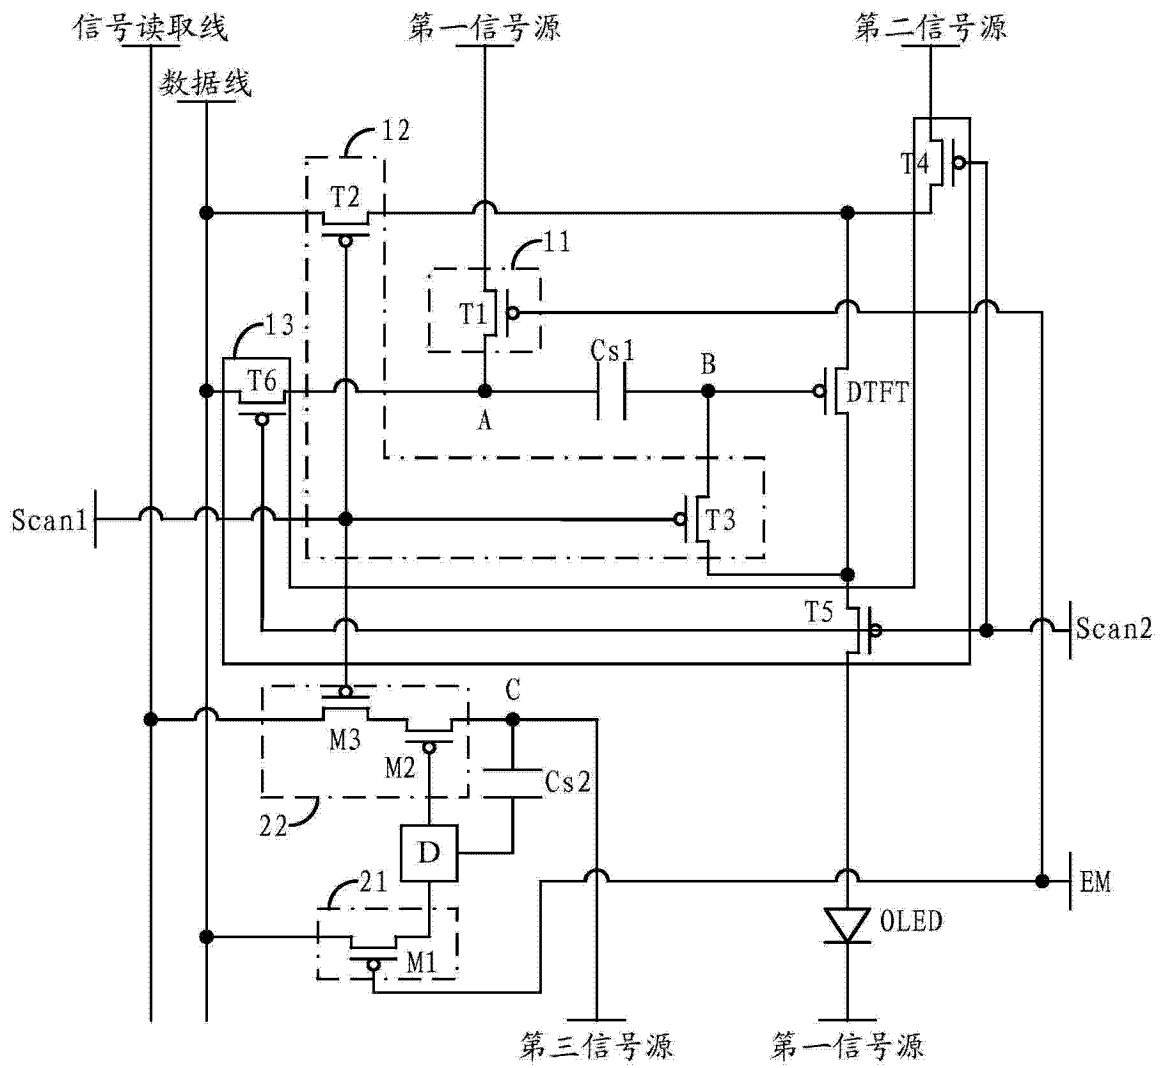 信号读取线
第一信号源
第二信号源
数据线
12
T4
T2
11
T1
13
Cs1
B
T6
DTFT
A
Scan1
T3
T5
Scan2
C
M3
M2
Cs2
22
D
21
EM
OLED
M1
第三信号源
第一信号源